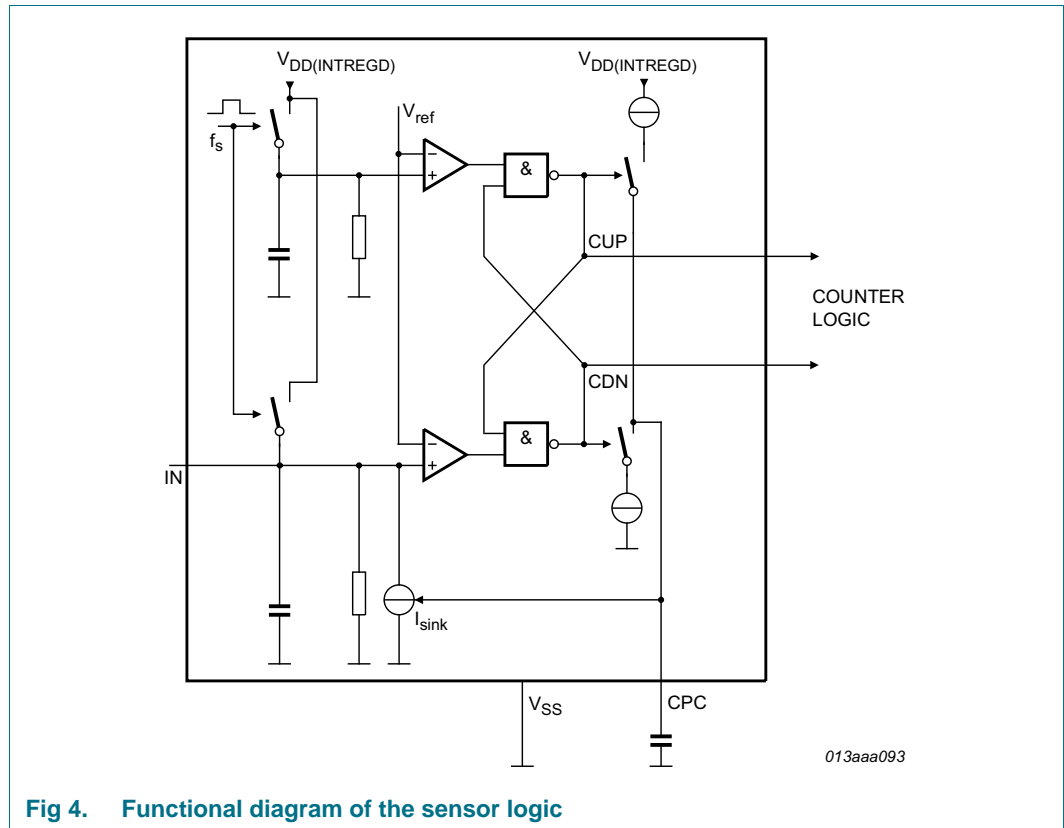 VDD(INTREGD)
VDD(INTREGD)
fs
Vref
−
+
&
CUP
COUNTER
LOGIC
CDN
−
+
&
IN
Isink
VSS
CPC
013aaa093
Fig 4. Functional diagram of the sensor logic